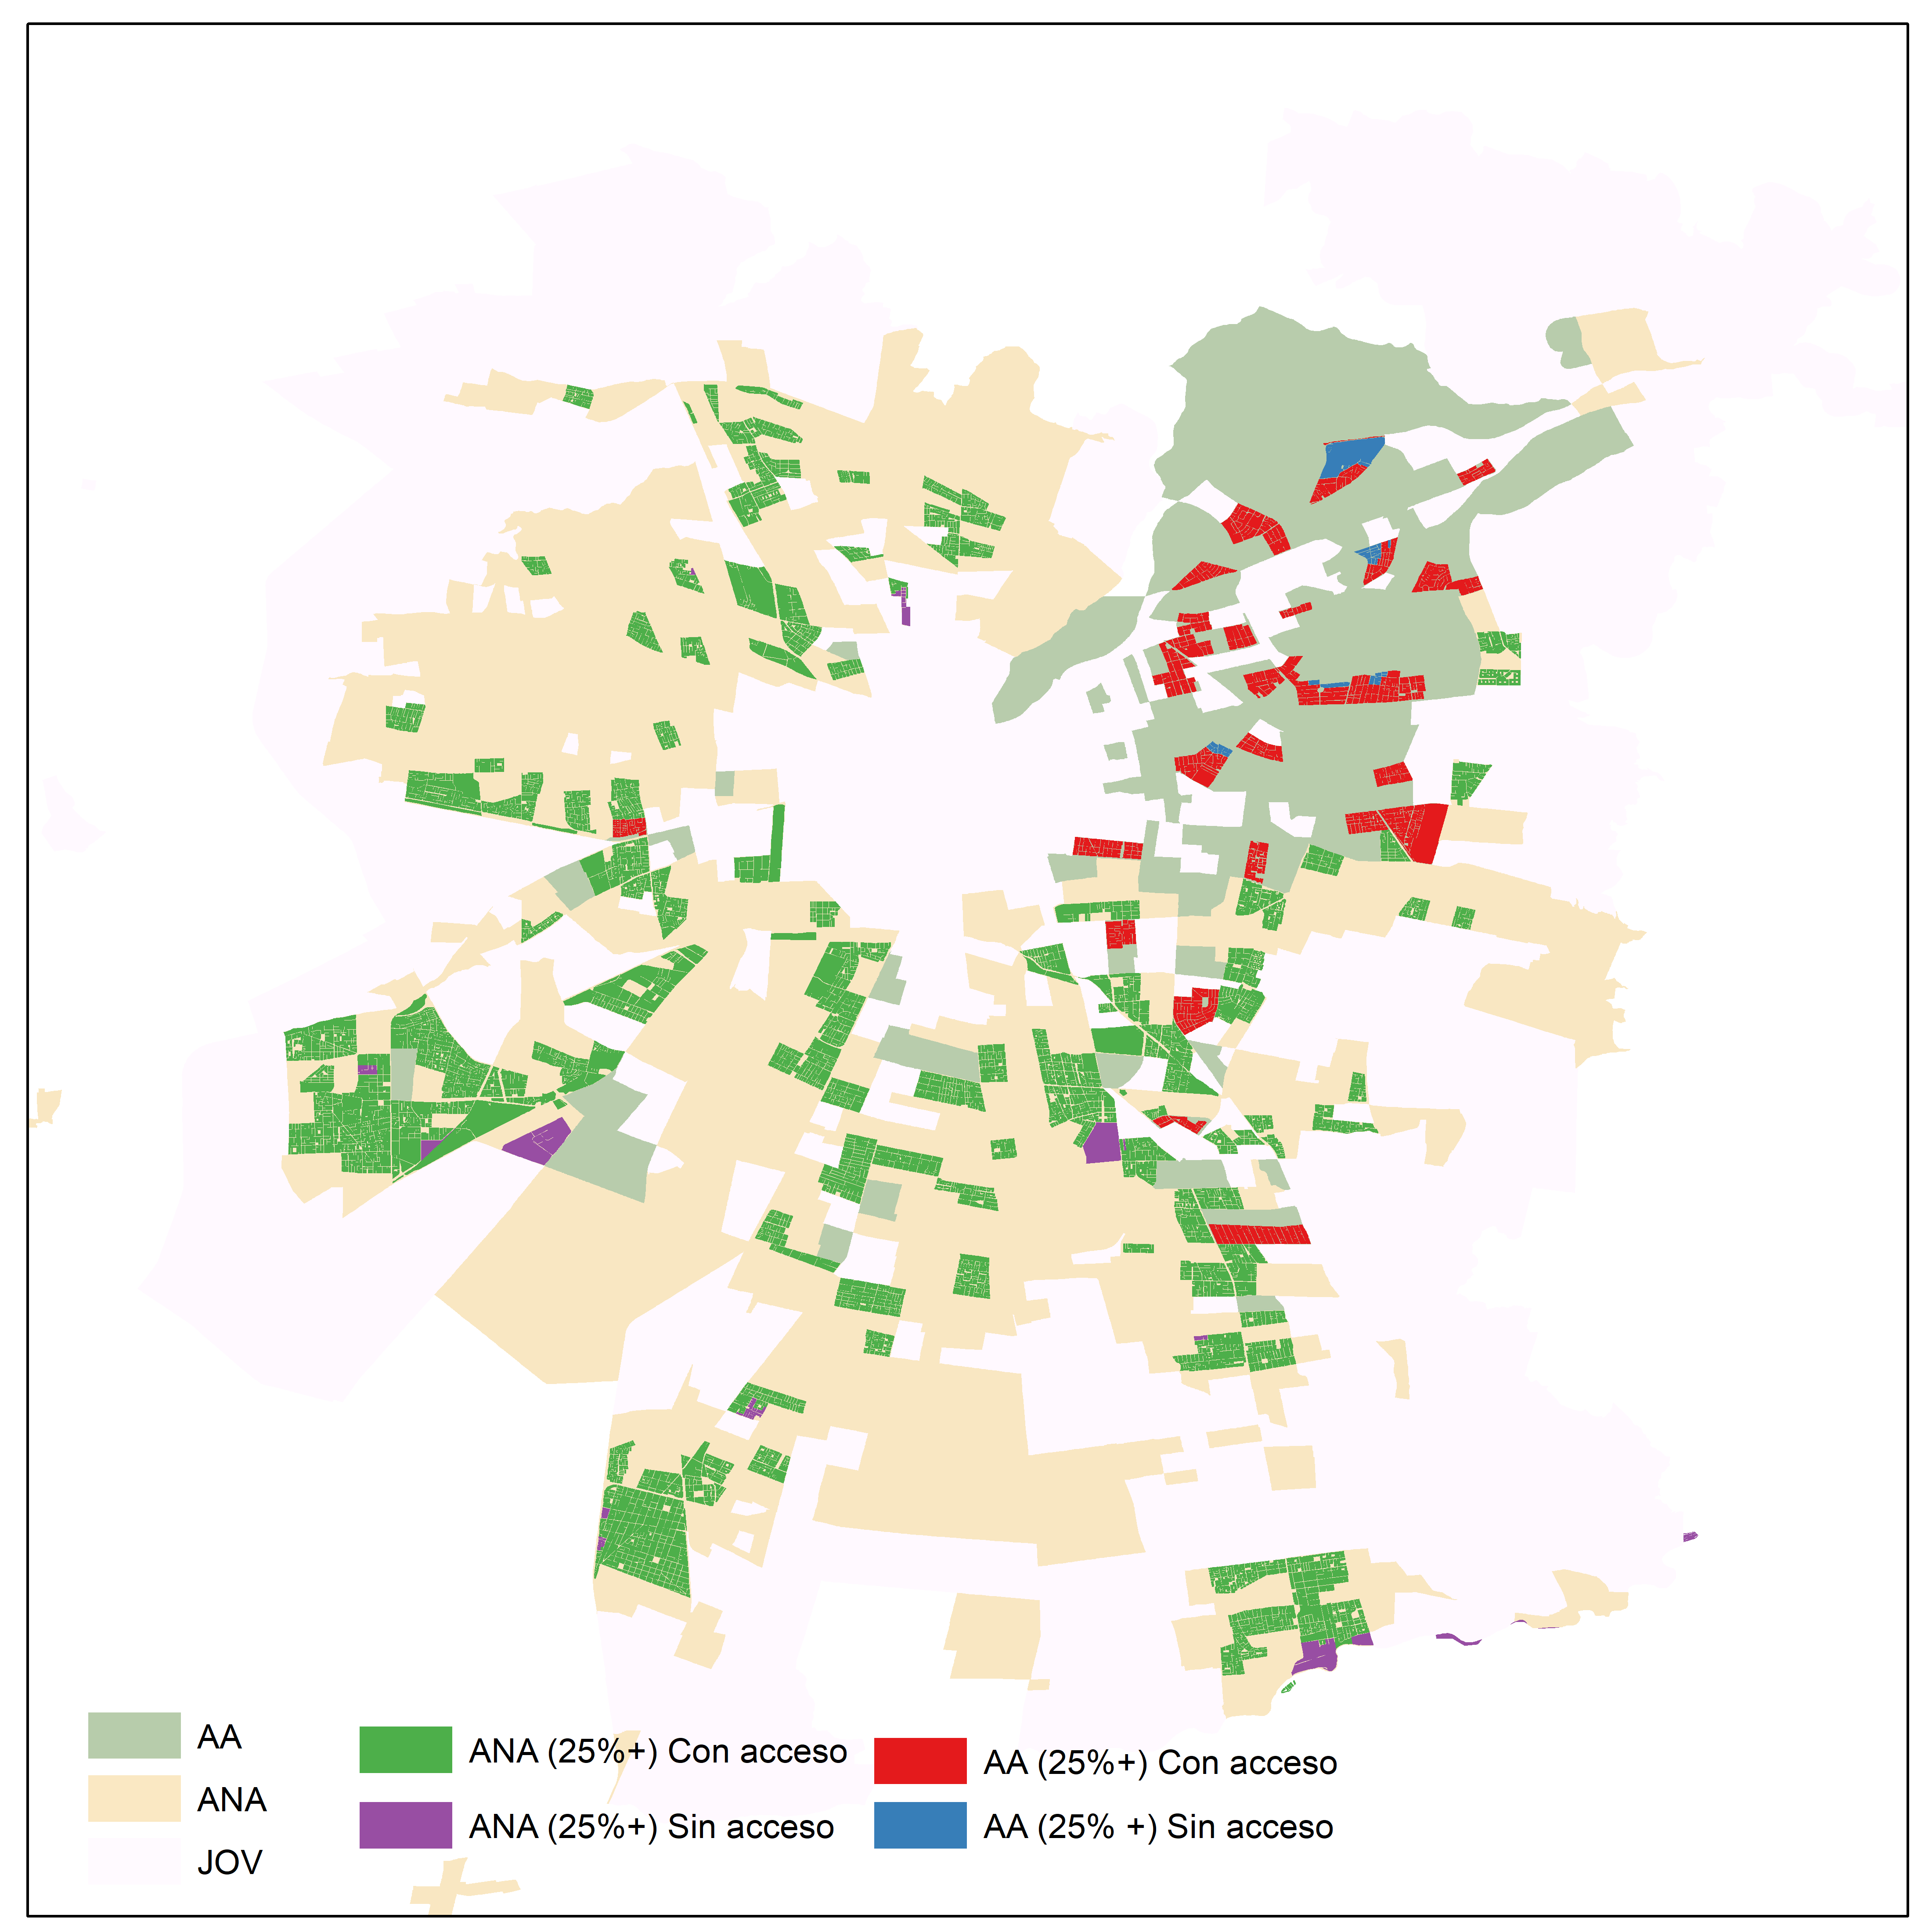 AA
ANA
JOV
ANA (25%+) Con acceso
ANA (25%+) Sin acceso
AA (25%+) Con acceso
AA (25% +) Sin acceso